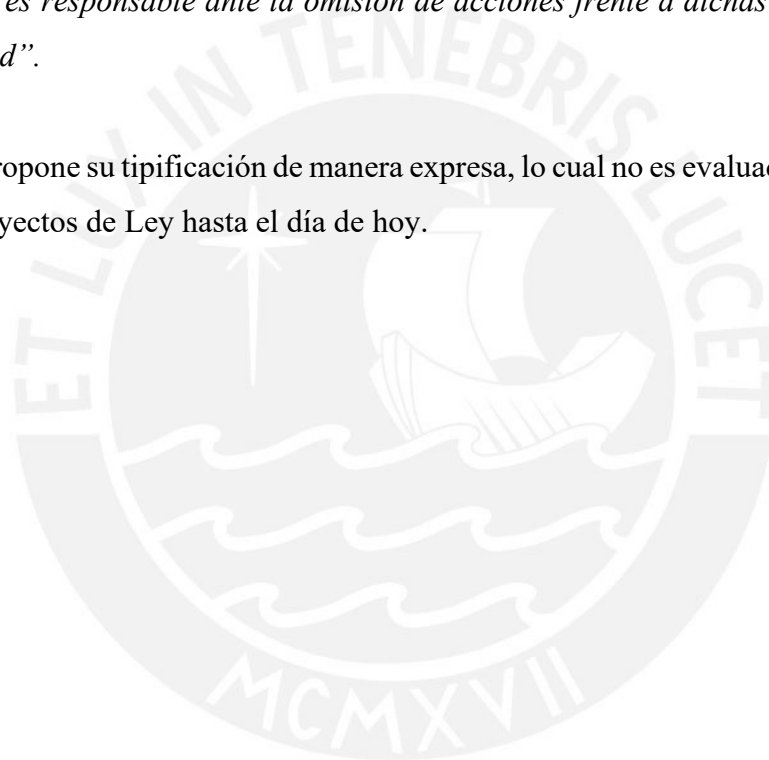 es responsable ante la omisión de acciones frente a dichas
d”.
ropone su tipificación de manera expresa, lo cual no es evaluad
yectos de Ley hasta el día de hoy.
ET LUX IN TENEBRIS LUCET
MCMXVII